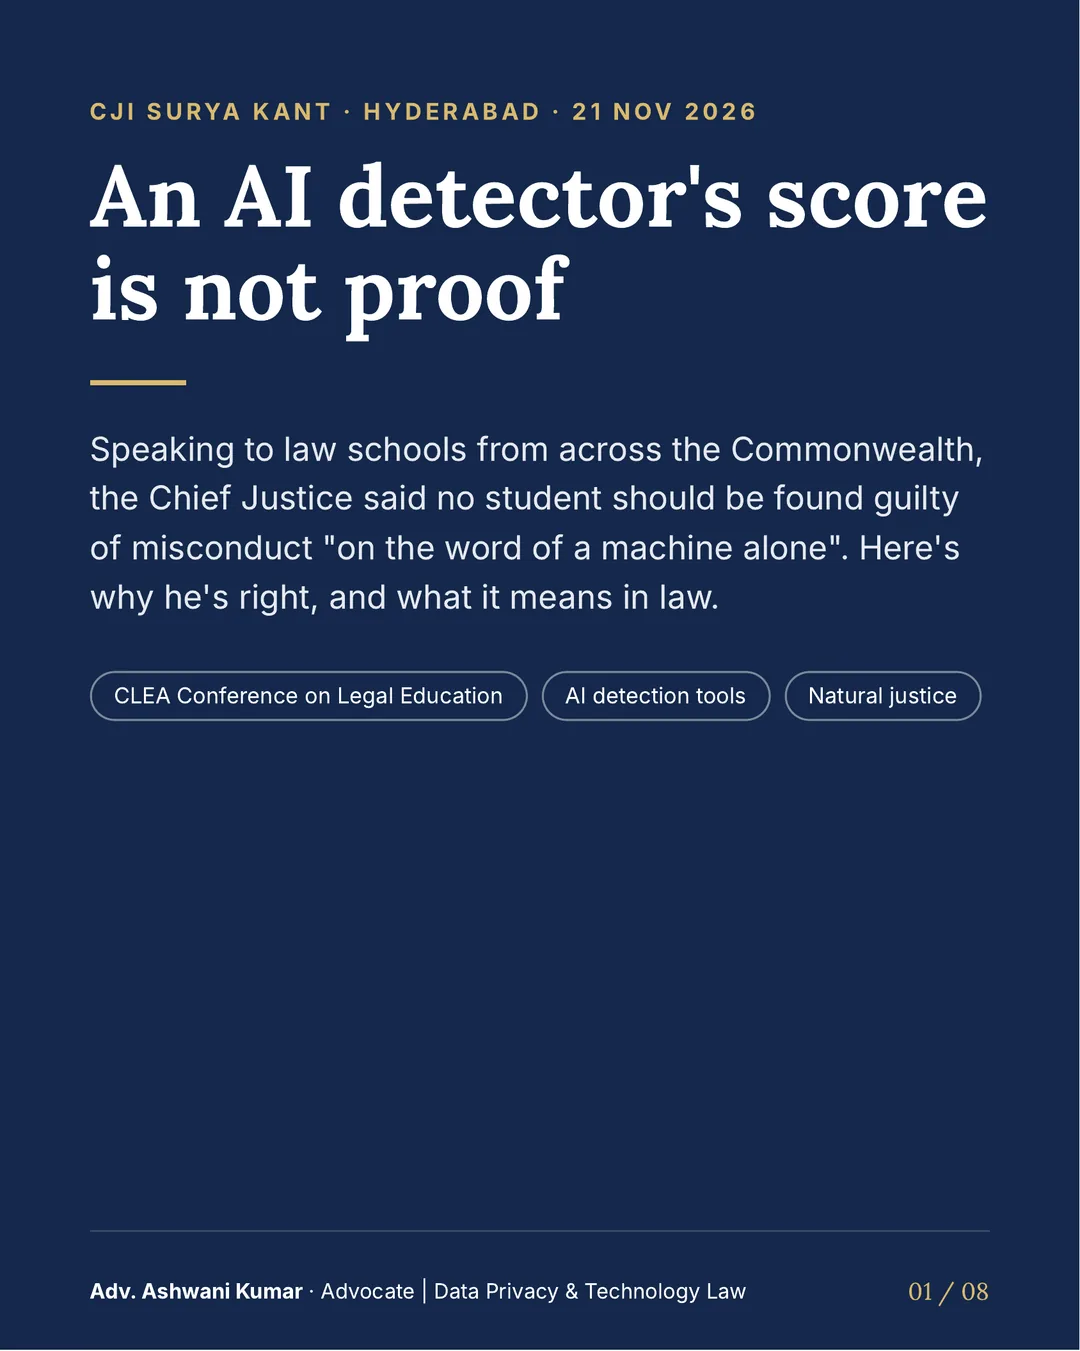 CJI SURYA KANT · HYDERABAD · 21 NOV 2026
An AI detector's score
is not proof
Speaking to law schools from across the Commonwealth,
the Chief Justice said no student should be found guilty
of misconduct "on the word of a machine alone". Here's
why he's right, and what it means in law.
CLEA Conference on Legal Education
AI detection tools
Natural justice
Adv. Ashwani Kumar · Advocate | Data Privacy & Technology Law
01 / 08